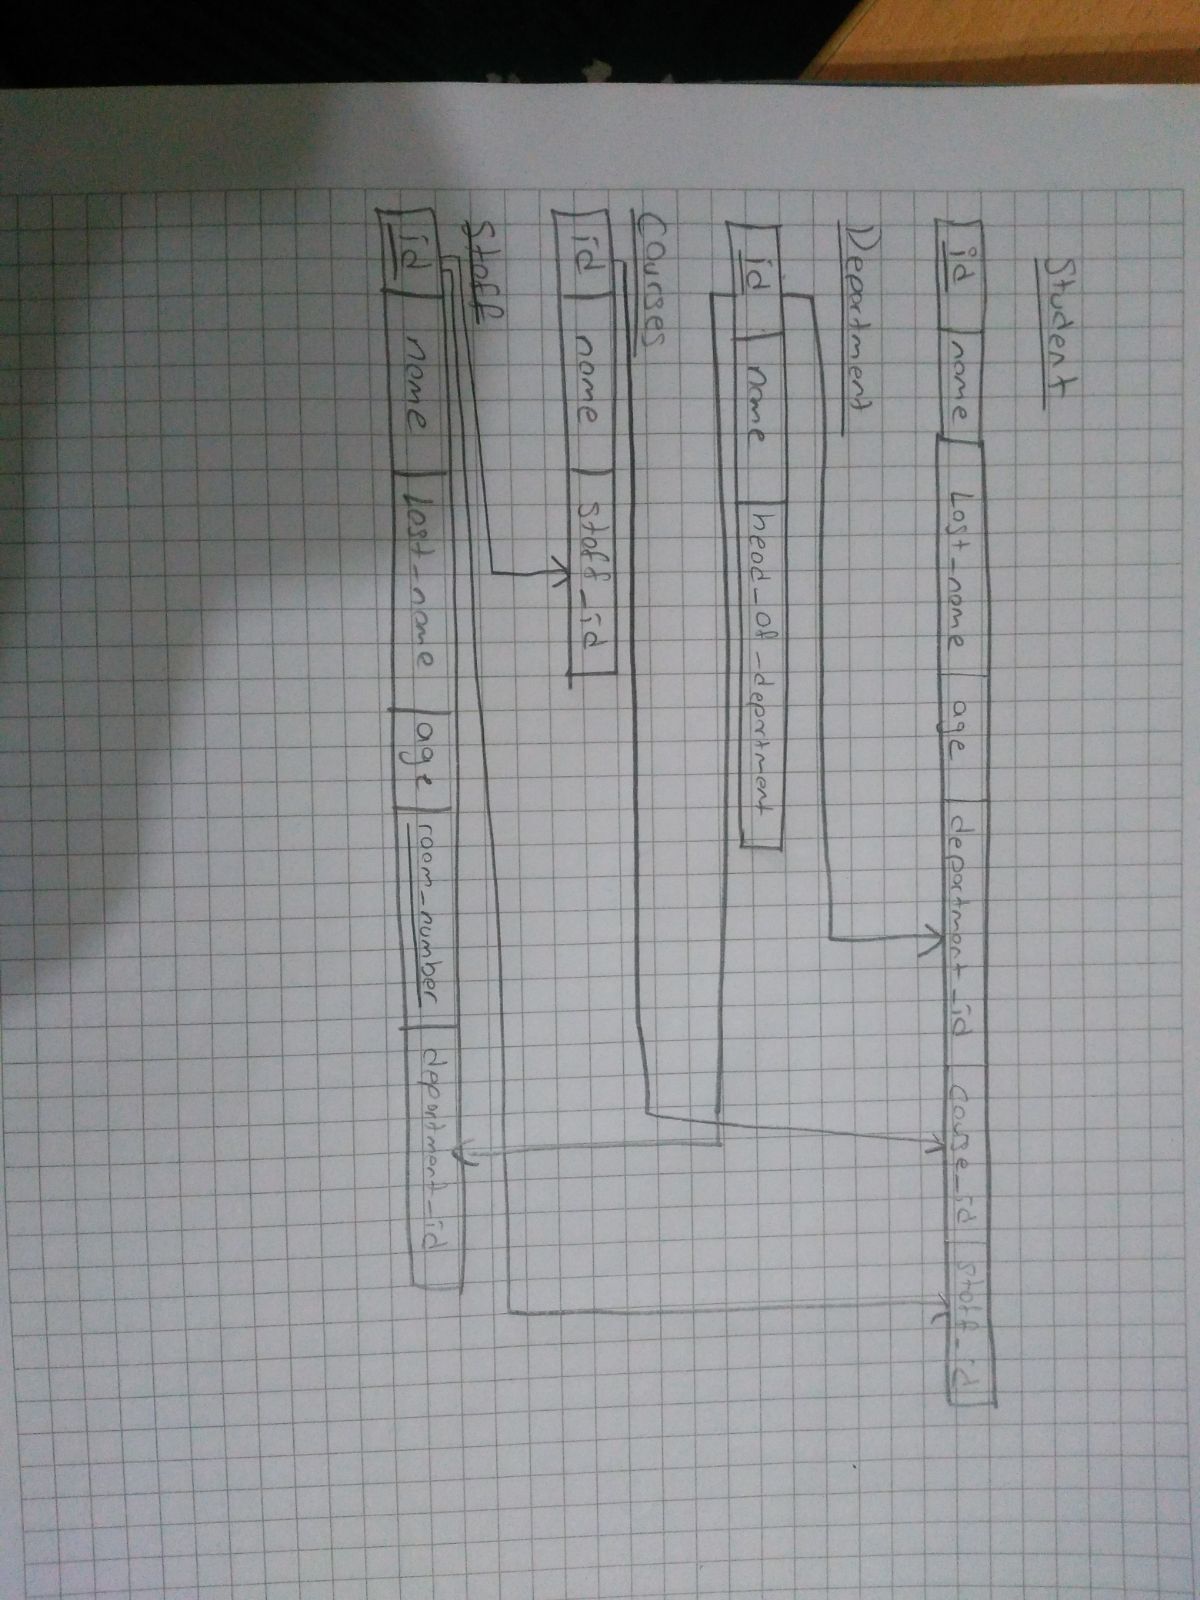 Student
id name Last_name age department_id course_id staff_id
Department
id name head_of_department
Courses
id name staff_id
Staff
id name Last_name age room_number department_id